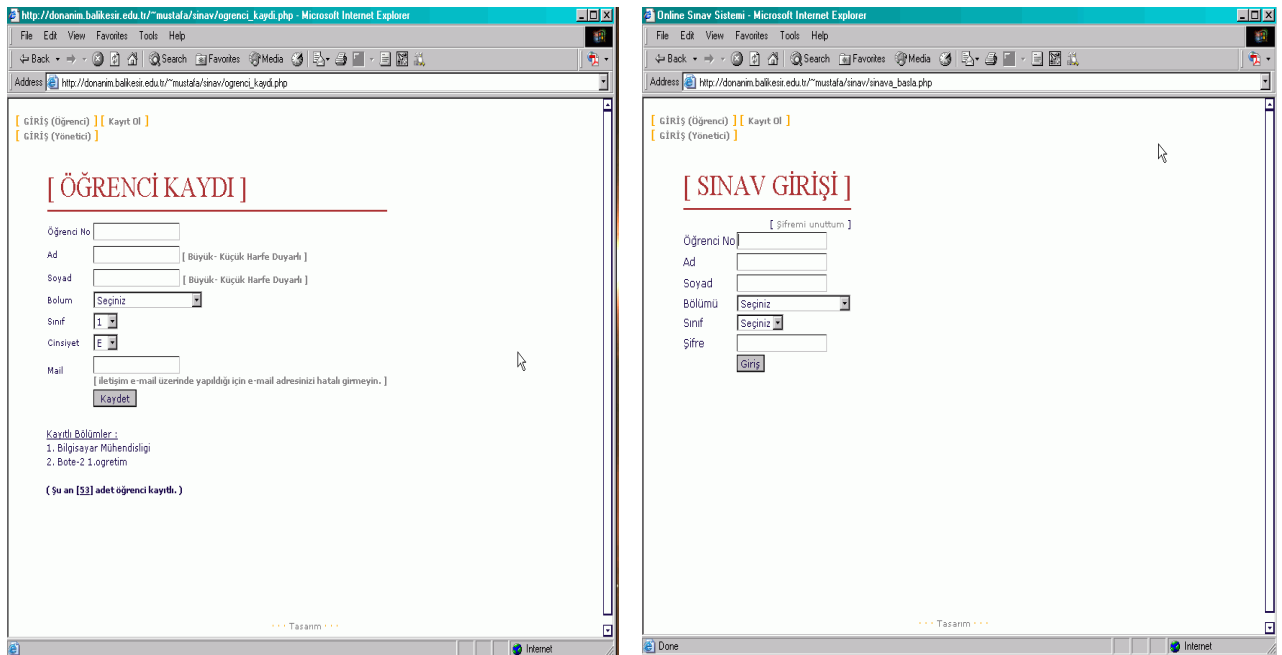 http://donanim.balikesir.edu.tr/~mustafa/sinav/ogrenci_kaydi.php - Microsoft Internet Explorer
File Edit View Favorites Tools Help
Back Search Favorites Media
Address http://donanim.balikesir.edu.tr/~mustafa/sinav/ogrenci_kaydi.php
[ GİRİŞ (Öğrenci) ] [ Kayıt Ol ]
[ GİRİŞ (Yönetici) ]
[ ÖĞRENCİ KAYDI ]
Öğrenci No
Ad [ Büyük- Küçük Harfe Duyarlı ]
Soyad [ Büyük- Küçük Harfe Duyarlı ]
Bolum Seçiniz
Sınıf 1
Cinsiyet E
Mail
[ iletişim e-mail üzerinde yapıldığı için e-mail adresinizi hatalı girmeyin. ]
Kaydet
Kayıtlı Bölümler :
1. Bilgisayar Mühendisligi
2. Bote-2 1.ogretim
( Şu an [53] adet öğrenci kayıtlı. )
· · · Tasarım · · ·
Internet
Online Sınav Sistemi - Microsoft Internet Explorer
File Edit View Favorites Tools Help
Back Search Favorites Media
Address http://donanim.balikesir.edu.tr/~mustafa/sinav/sinava_basla.php
[ GİRİŞ (Öğrenci) ] [ Kayıt Ol ]
[ GİRİŞ (Yönetici) ]
[ SINAV GİRİŞİ ]
[ Şifremi unuttum ]
Öğrenci No
Ad
Soyad
Bölümü Seçiniz
Sınıf Seçiniz
Şifre
Giriş
· · · Tasarım · · ·
Done Internet